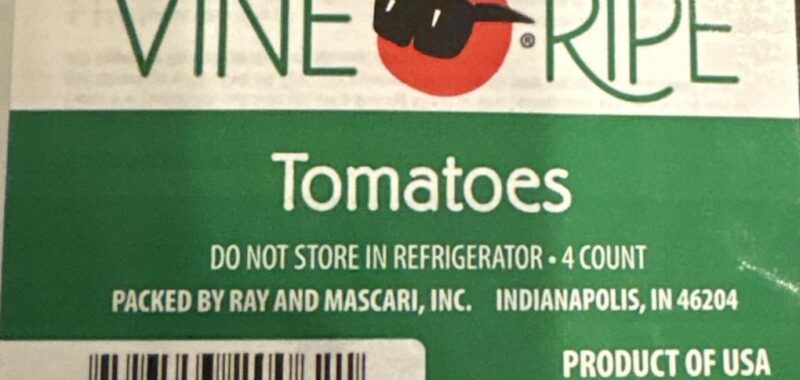 VINE ® RIPE
Tomatoes
DO NOT STORE IN REFRIGERATOR • 4 COUNT
PACKED BY RAY AND MASCARI, INC. INDIANAPOLIS, IN 46204
PRODUCT OF USA